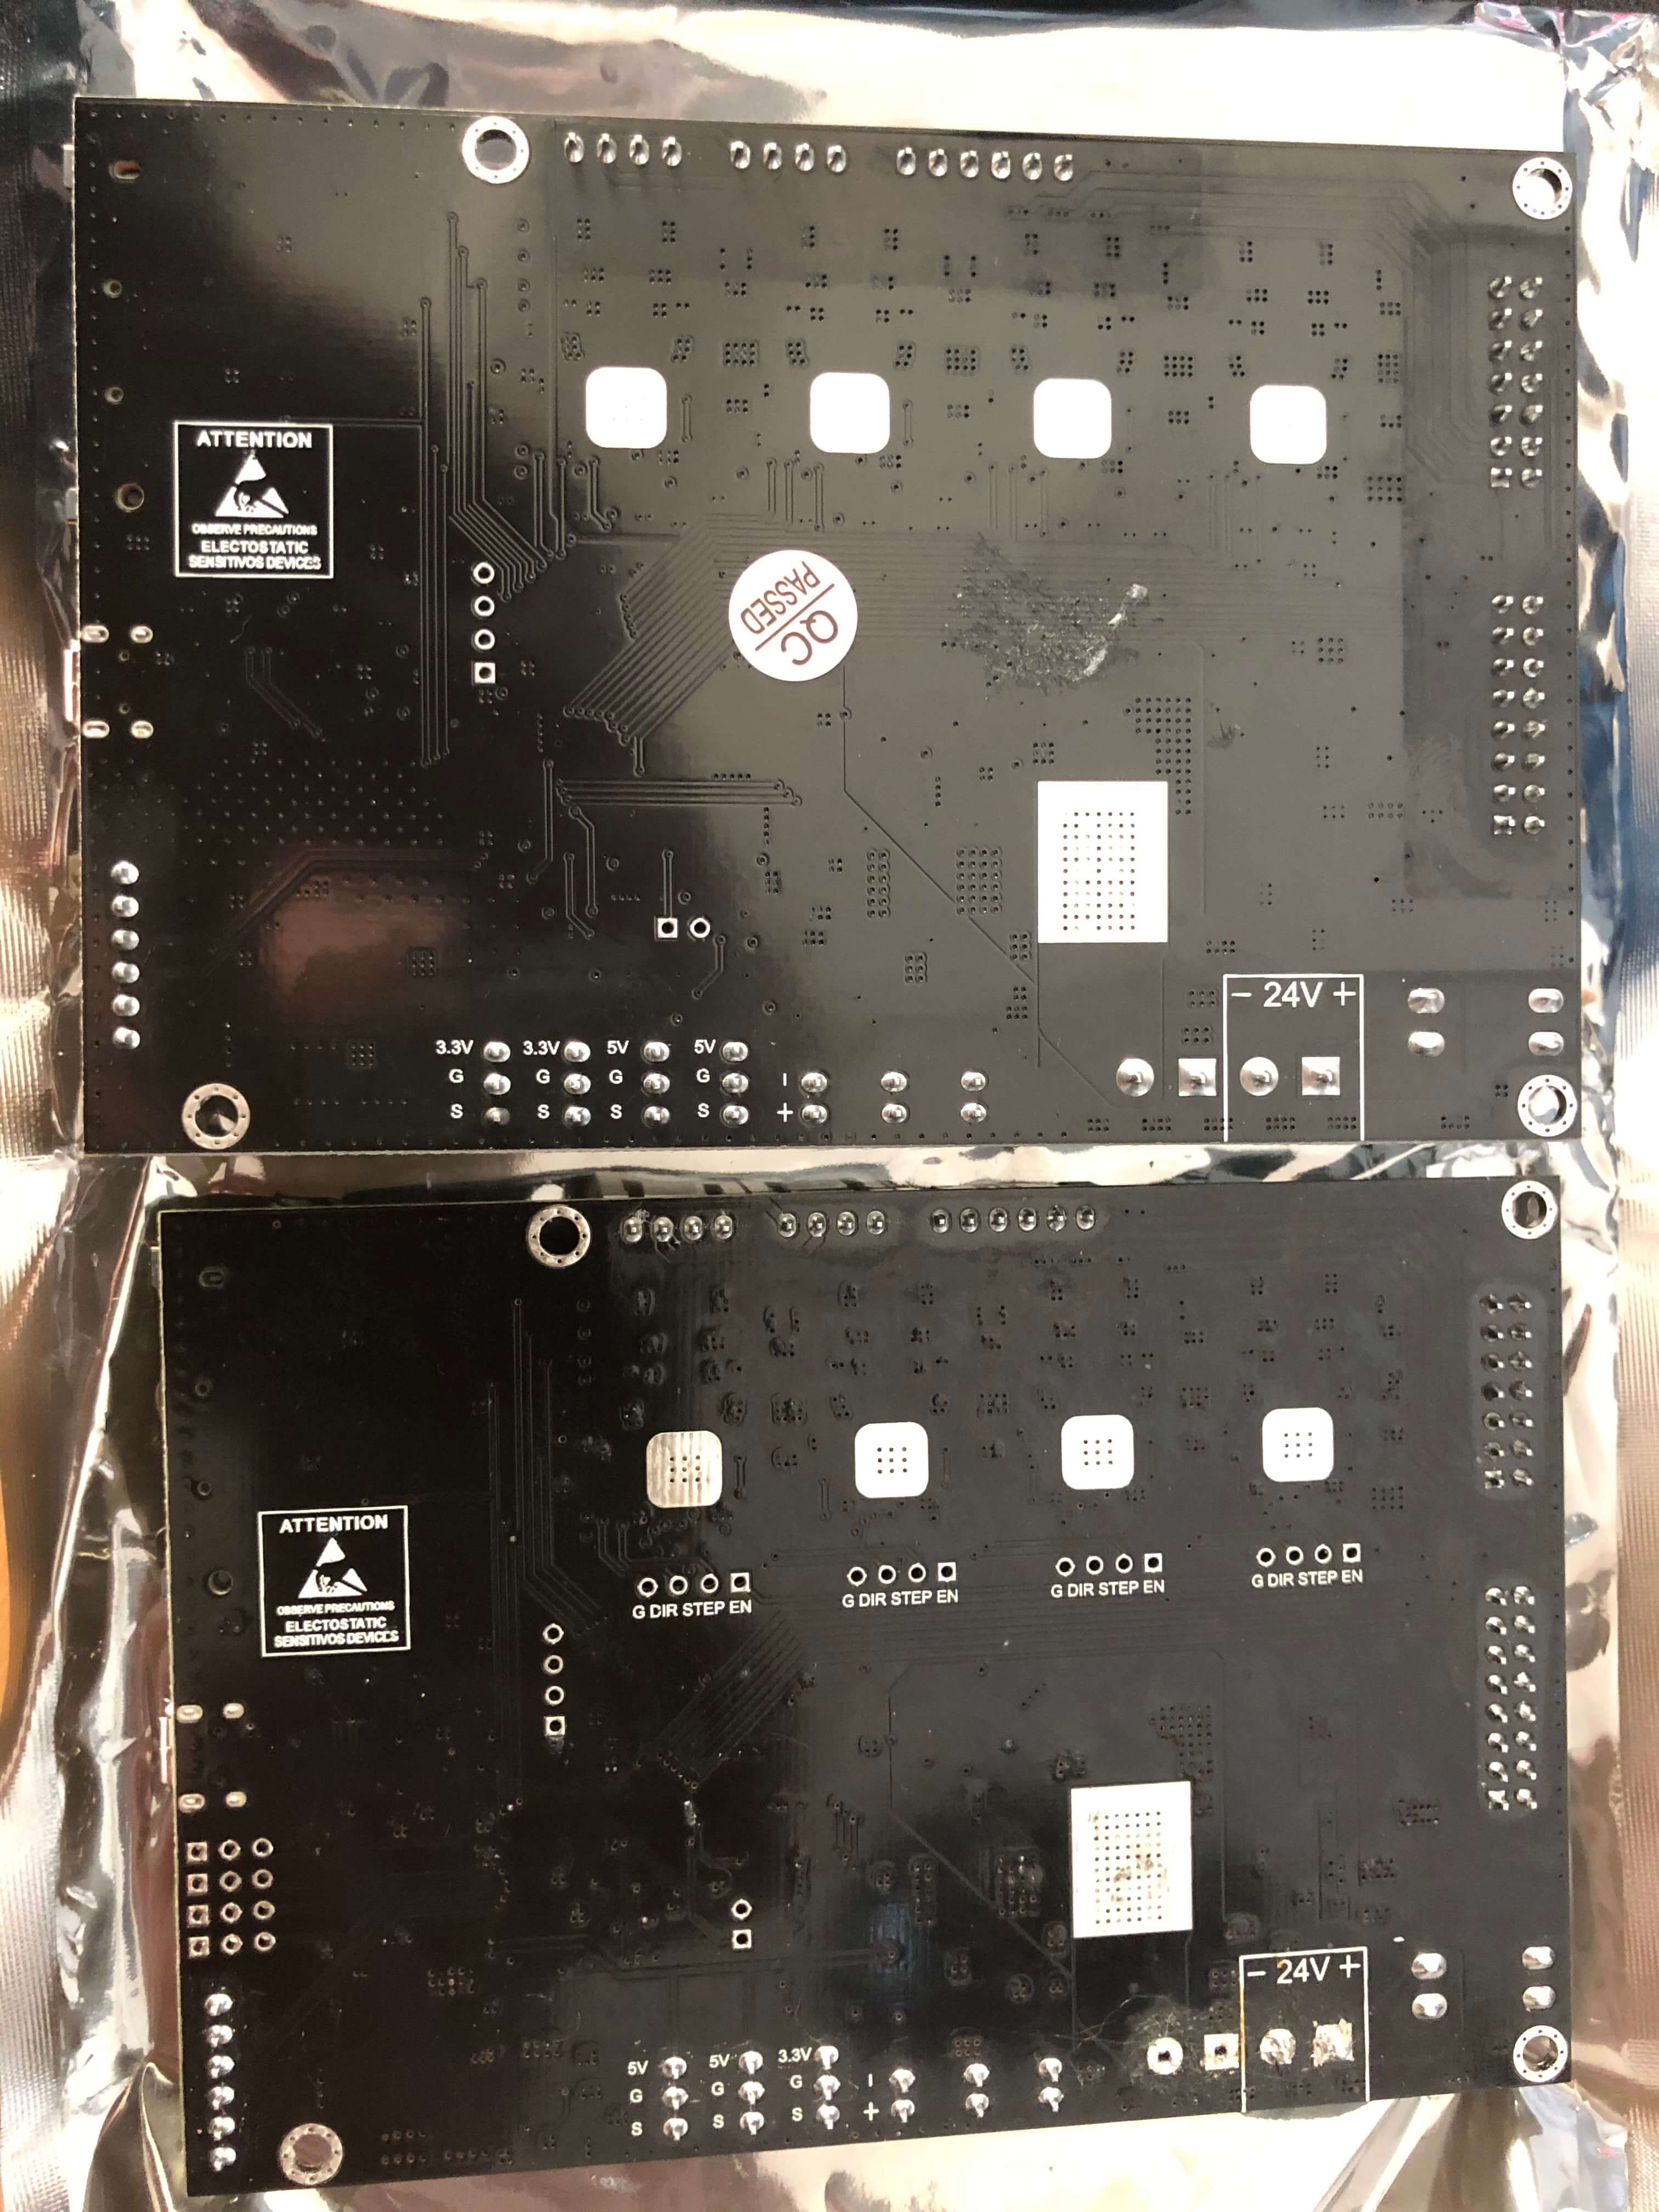 ATTENTION
OBSERVE PRECAUTIONS
ELECTOSTATIC
SENSITIVOS DEVICES
QC
PASSED
- 24V +
3.3V 3.3V 5V 5V
G G G G -
S S S S +
ATTENTION
OBSERVE PRECAUTIONS
ELECTOSTATIC
SENSITIVOS DEVICES
G DIR STEP EN G DIR STEP EN G DIR STEP EN G DIR STEP EN
- 24V +
5V 5V 3.3V
G G G -
S S S +